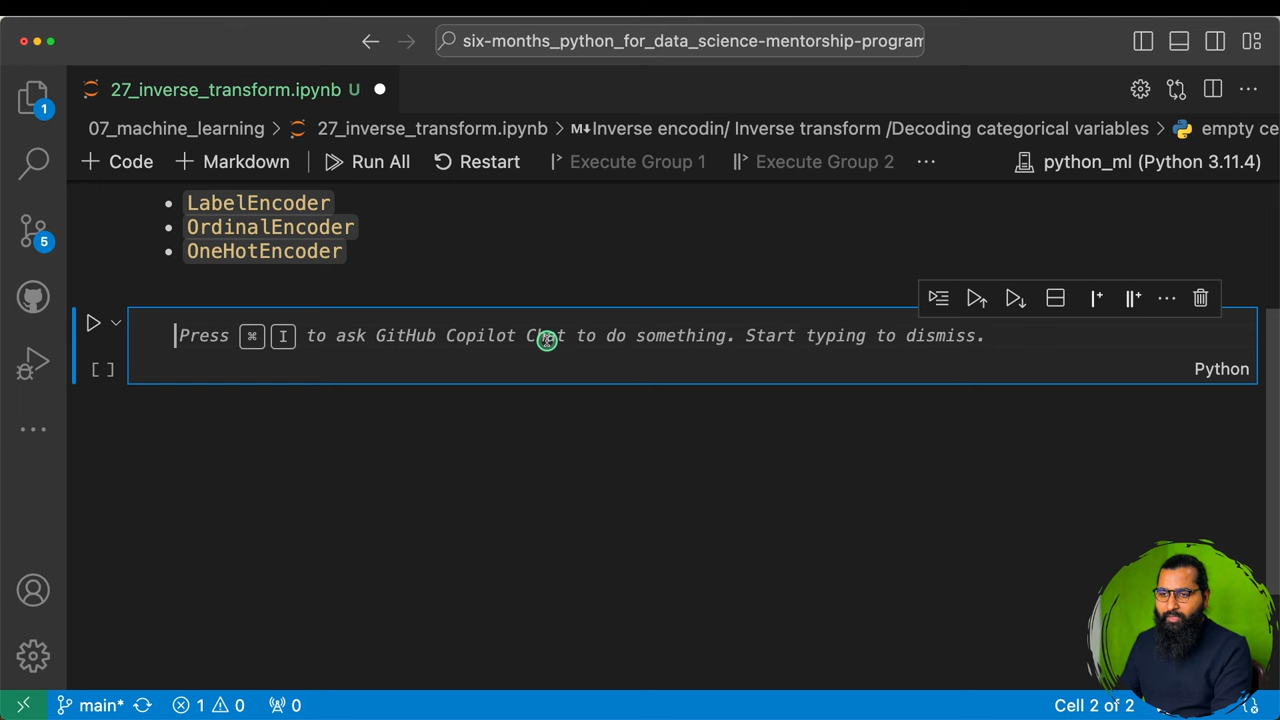 six-months_python_for_data_science-mentorship-program
27_inverse_transform.ipynb U
07_machine_learning > 27_inverse_transform.ipynb > M↓Inverse encodin/ Inverse transform /Decoding categorical variables > empty ce
+ Code + Markdown Run All Restart Execute Group 1 Execute Group 2 ... python_ml (Python 3.11.4)
• LabelEncoder
• OrdinalEncoder
• OneHotEncoder
Press ⌘ I to ask GitHub Copilot Chat to do something. Start typing to dismiss.
[ ]
Python
1
5
main* 1 0 0 Cell 2 of 2